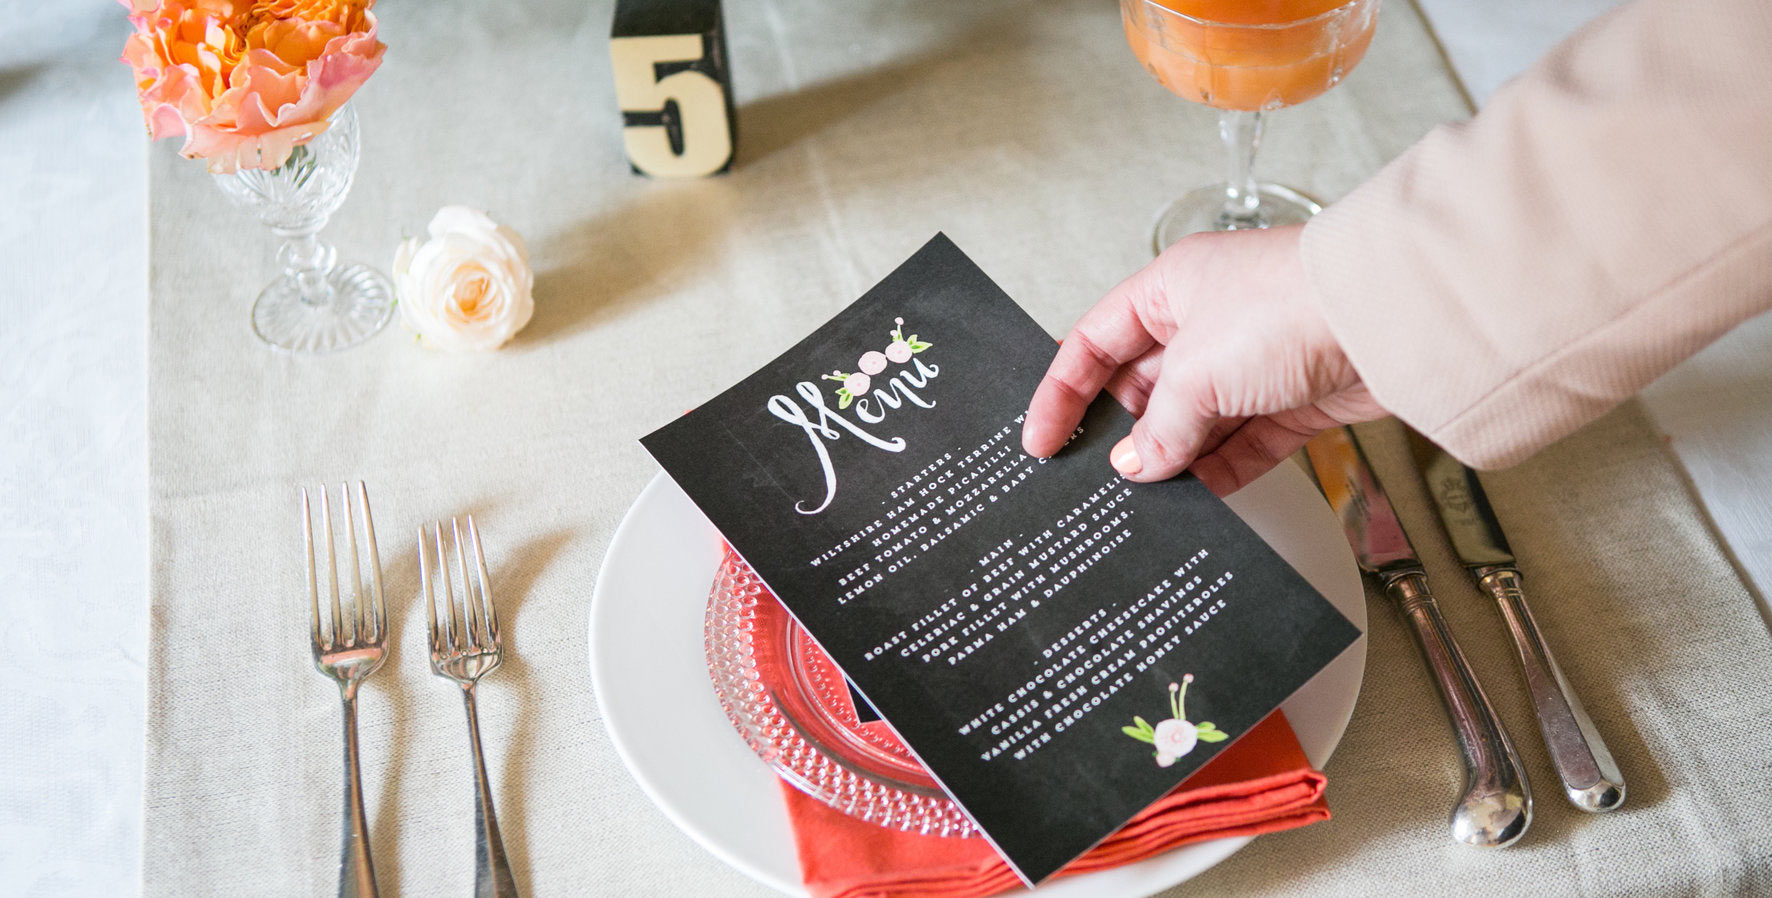 5
Menu
- STARTERS -
WILTSHIRE HAM HOCK TERRINE
HOMEMADE PICALILLI
BEEF TOMATO & MOZZARELLA
LEMON OIL, BALSAMIC & BABY
- MAIN -
ROAST FILLET OF BEEF WITH
CELERIAC & GRAIN MUSTARD SAUCE
PORK FILLET WITH MUSHROOMS,
PARMA HAM & DAUPHINOISE
- DESSERTS -
WHITE CHOCOLATE CHEESECAKE WITH
CASSIS & CHOCOLATE SHAVINGS
VANILLA FRESH CREAM PROFITEROLES
WITH CHOCOLATE HONEY SAUCE